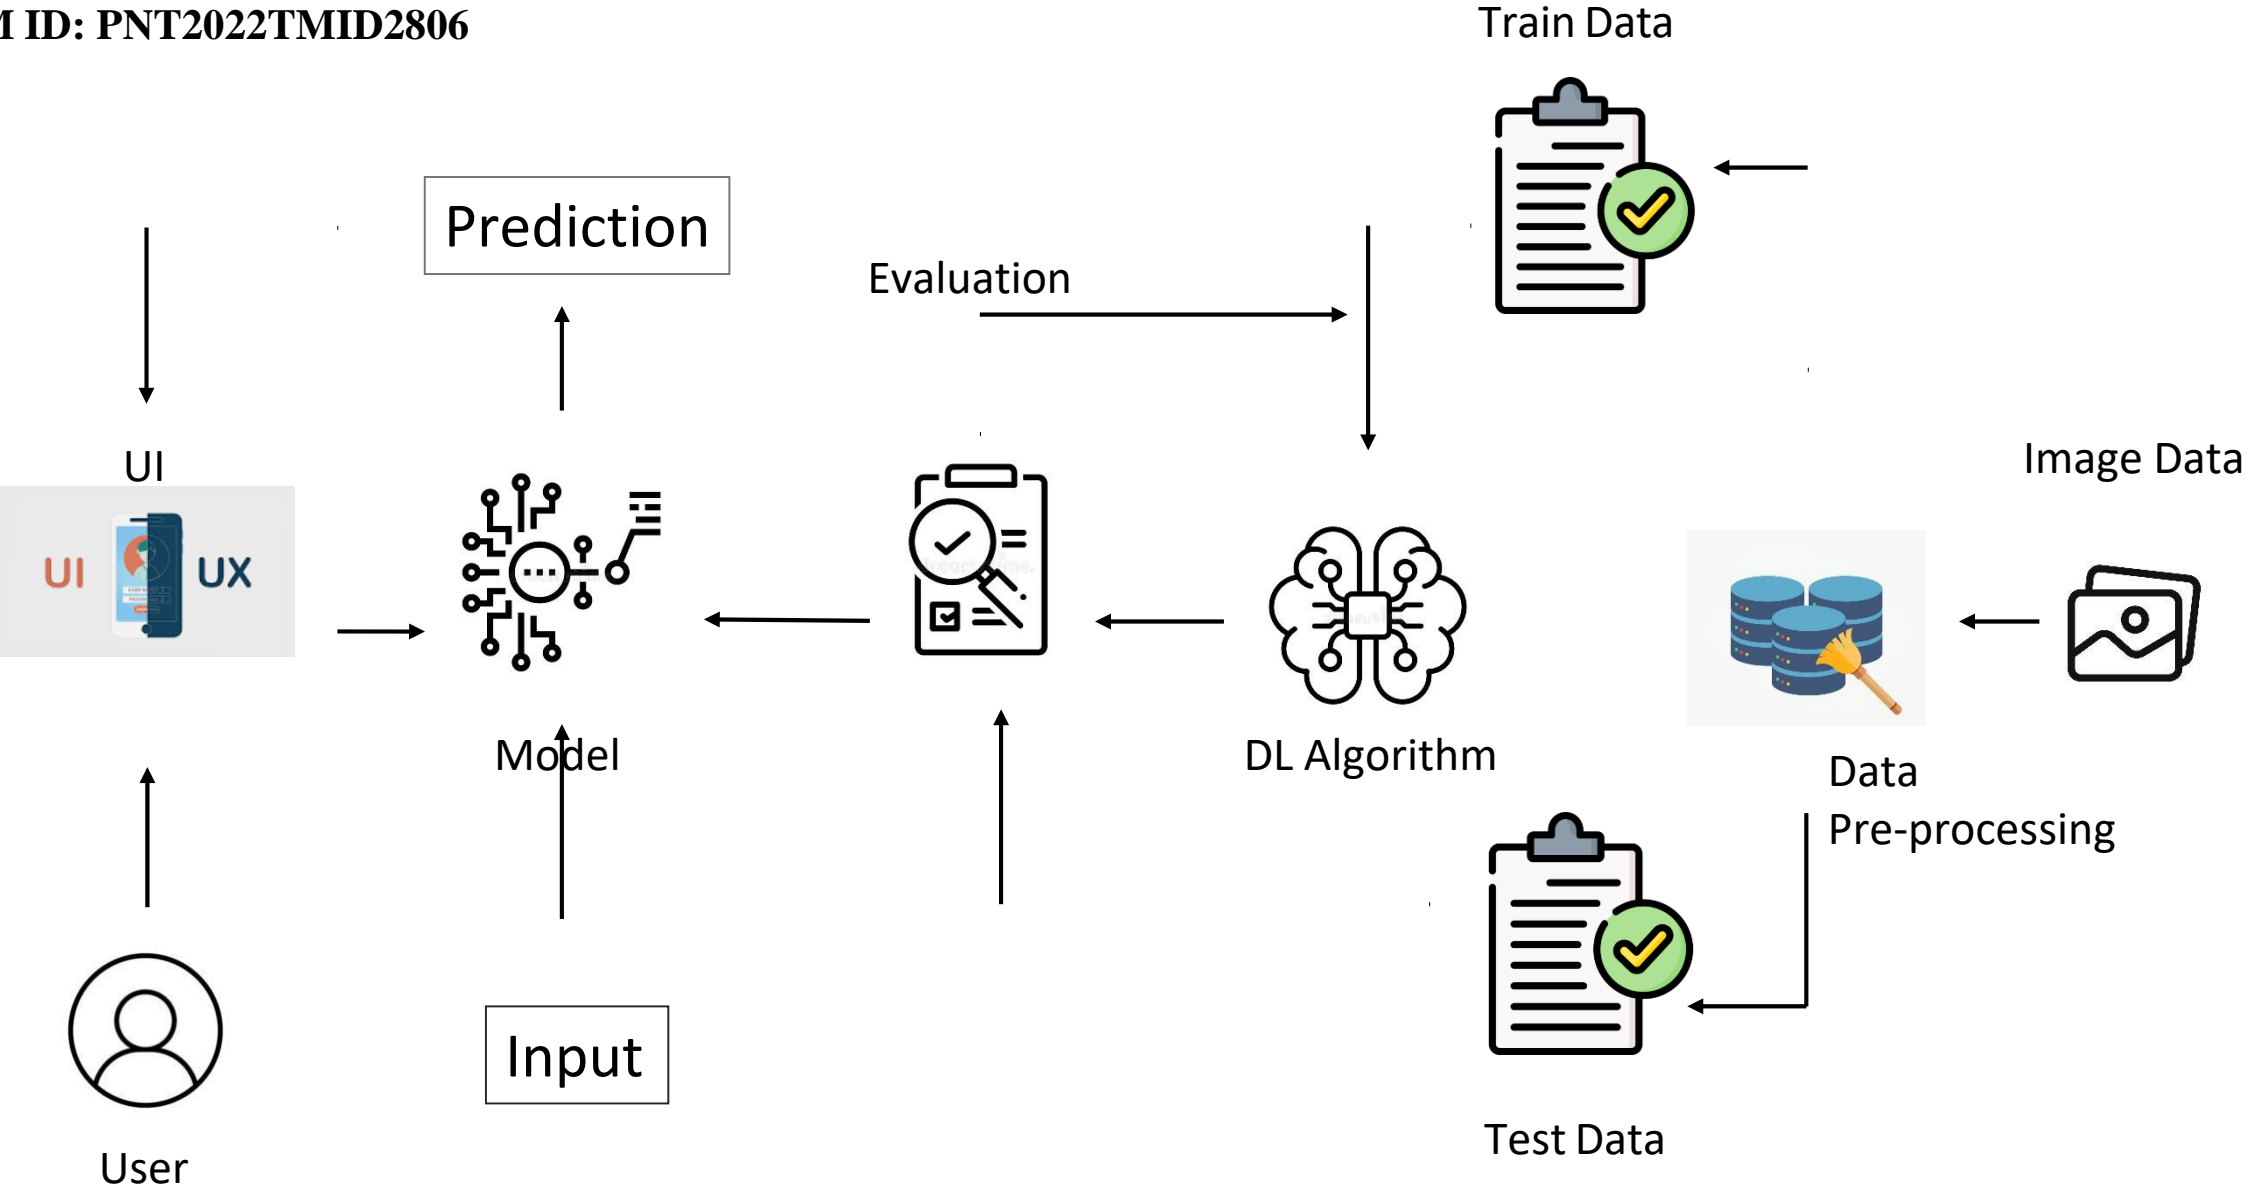 M ID: PNT2022TMID2806
Train Data
Prediction
Evaluation
UI
Image Data
UI
UX
Model
DL Algorithm
Data
Pre-processing
Input
Test Data
User